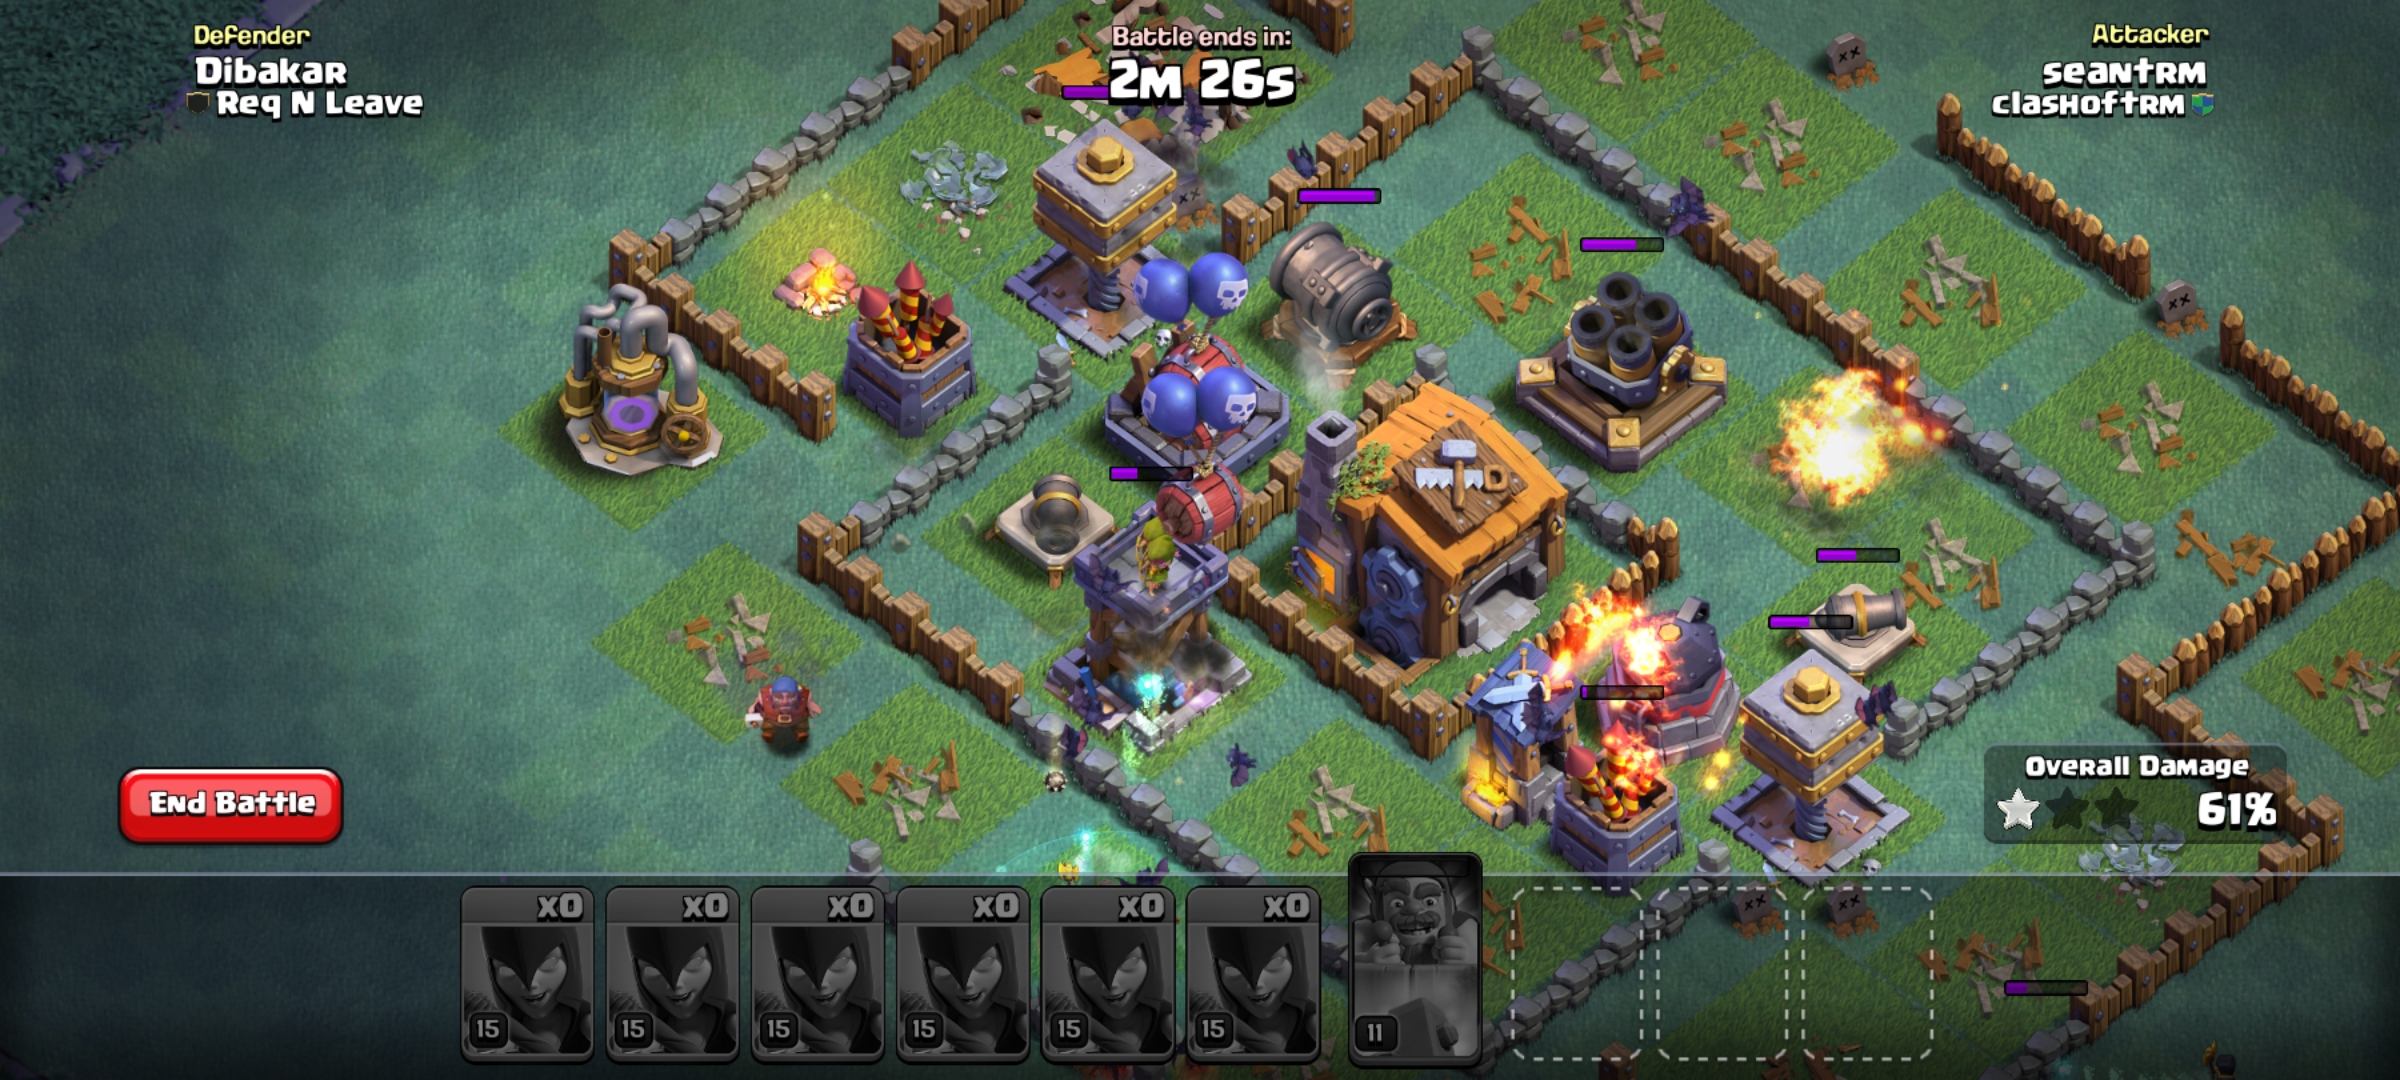 Defender
Dibakar
Req N Leave
Battle ends in:
2M 26s
Attacker
seantRM
clashoftRM
End Battle
Overall Damage
61%
x0
x0
x0
x0
x0
x0
15
15
15
15
15
15
11